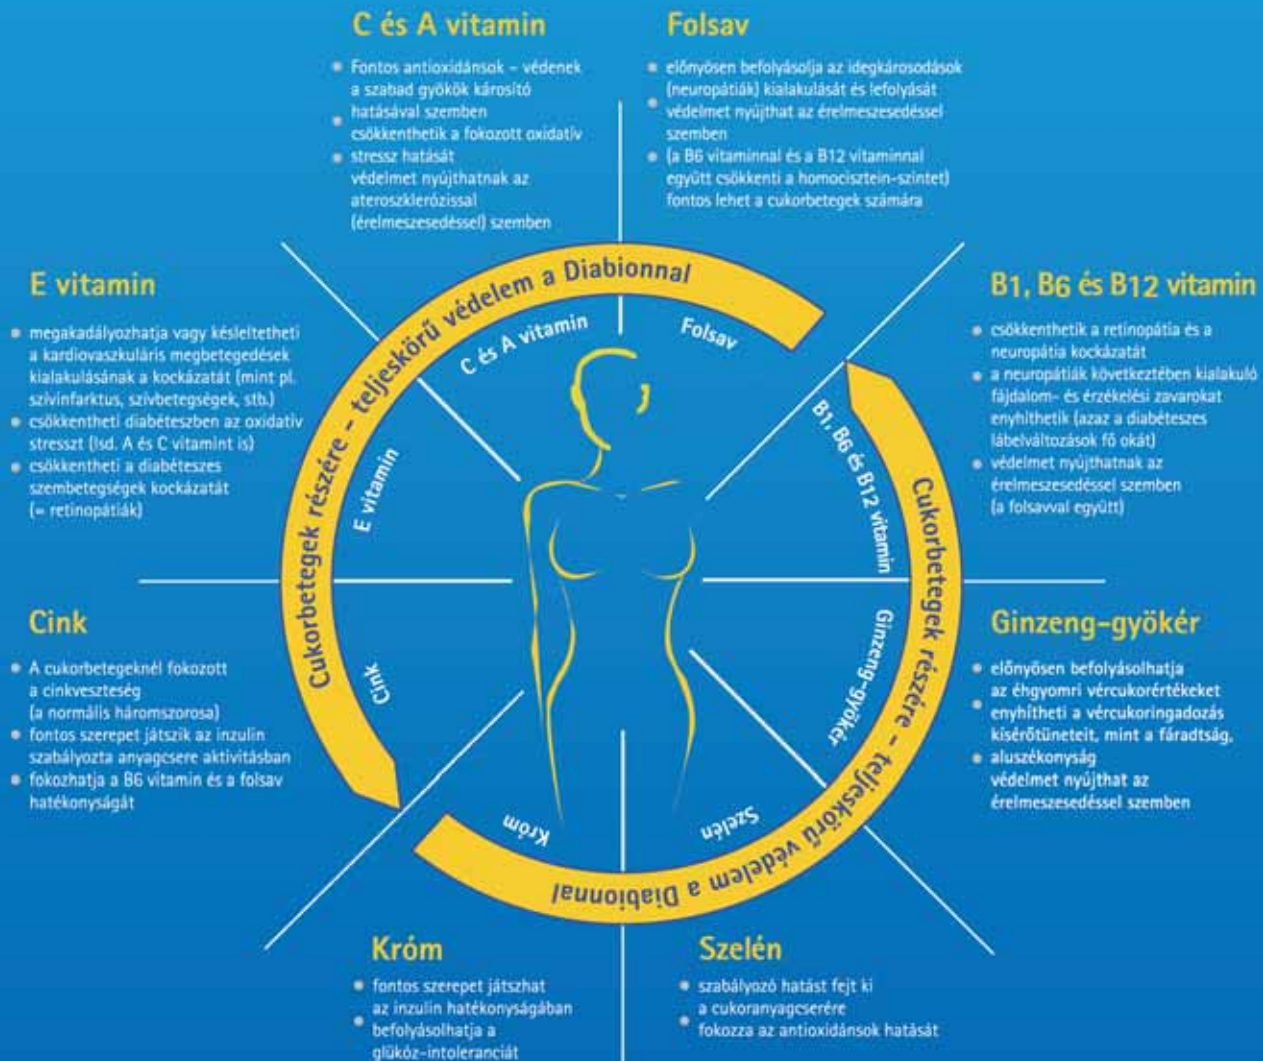 C és A vitamin
Fontos antioxidánsok – védenek
a szabad gyökök károsító
hatásával szemben
csökkenthetik a fokozott oxidatív
stressz hatását
védelmet nyújthatnak az
ateroszklerózissal
(érelmeszesedéssel) szemben
Folsav
előnyösen befolyásolja az idegkárosodások
(neuropátiák) kialakulását és lefolyását
védelmet nyújthat az érelmeszesedéssel
szemben
(a B6 vitaminnal és a B12 vitaminnal
együtt csökkenti a homocisztein-szintet)
fontos lehet a cukorbetegek számára
E vitamin
megakadályozhatja vagy késleltetheti
a kardiovaszkuláris megbetegedések
kialakulásának a kockázatát (mint pl.
szívinfarktus, szívbetegségek, stb.)
csökkentheti diabéteszben az oxidatív
stresszt (lsd. A és C vitamint is)
csökkentheti a diabéteszes
szembetegségek kockázatát
(= retinopátiák)
B1, B6 és B12 vitamin
csökkenthetik a retinopátia és a
neuropátia kockázatát
a neuropátiák következtében kialakuló
fájdalom- és érzékelési zavarokat
enyhíthetik (azaz a diabéteszes
lábelváltozások fő okát)
védelmet nyújthatnak az
érelmeszesedéssel szemben
(a folsavval együtt)
Cukorbetegek részére - teljeskörű védelem a Diabionnal
C és A vitamin
Folsav
E vitamin
B1, B6 és B12 vitamin
Cink
Ginzeng-gyökér
Króm
Szelén
Cukorbetegek részére - teljeskörű védelem a Diabionnal
Cink
A cukorbetegeknél fokozott
a cinkveszteség
(a normális háromszorosa)
fontos szerepet játszik az inzulin
szabályozta anyagcsere aktivitásban
fokozhatja a B6 vitamin és a folsav
hatékonyságát
Ginzeng-gyökér
előnyösen befolyásolhatja
az éhgyomri vércukorértékeket
enyhítheti a vércukoringadozás
kísérőtüneteit, mint a fáradtság,
aluszékonyság
védelmet nyújthat az
érelmeszesedéssel szemben
Króm
fontos szerepet játszhat
az inzulin hatékonyságában
befolyásolhatja a
glükóz-intoleranciát
Szelén
szabályozó hatást fejt ki
a cukoranyagcserére
fokozza az antioxidánsok hatását